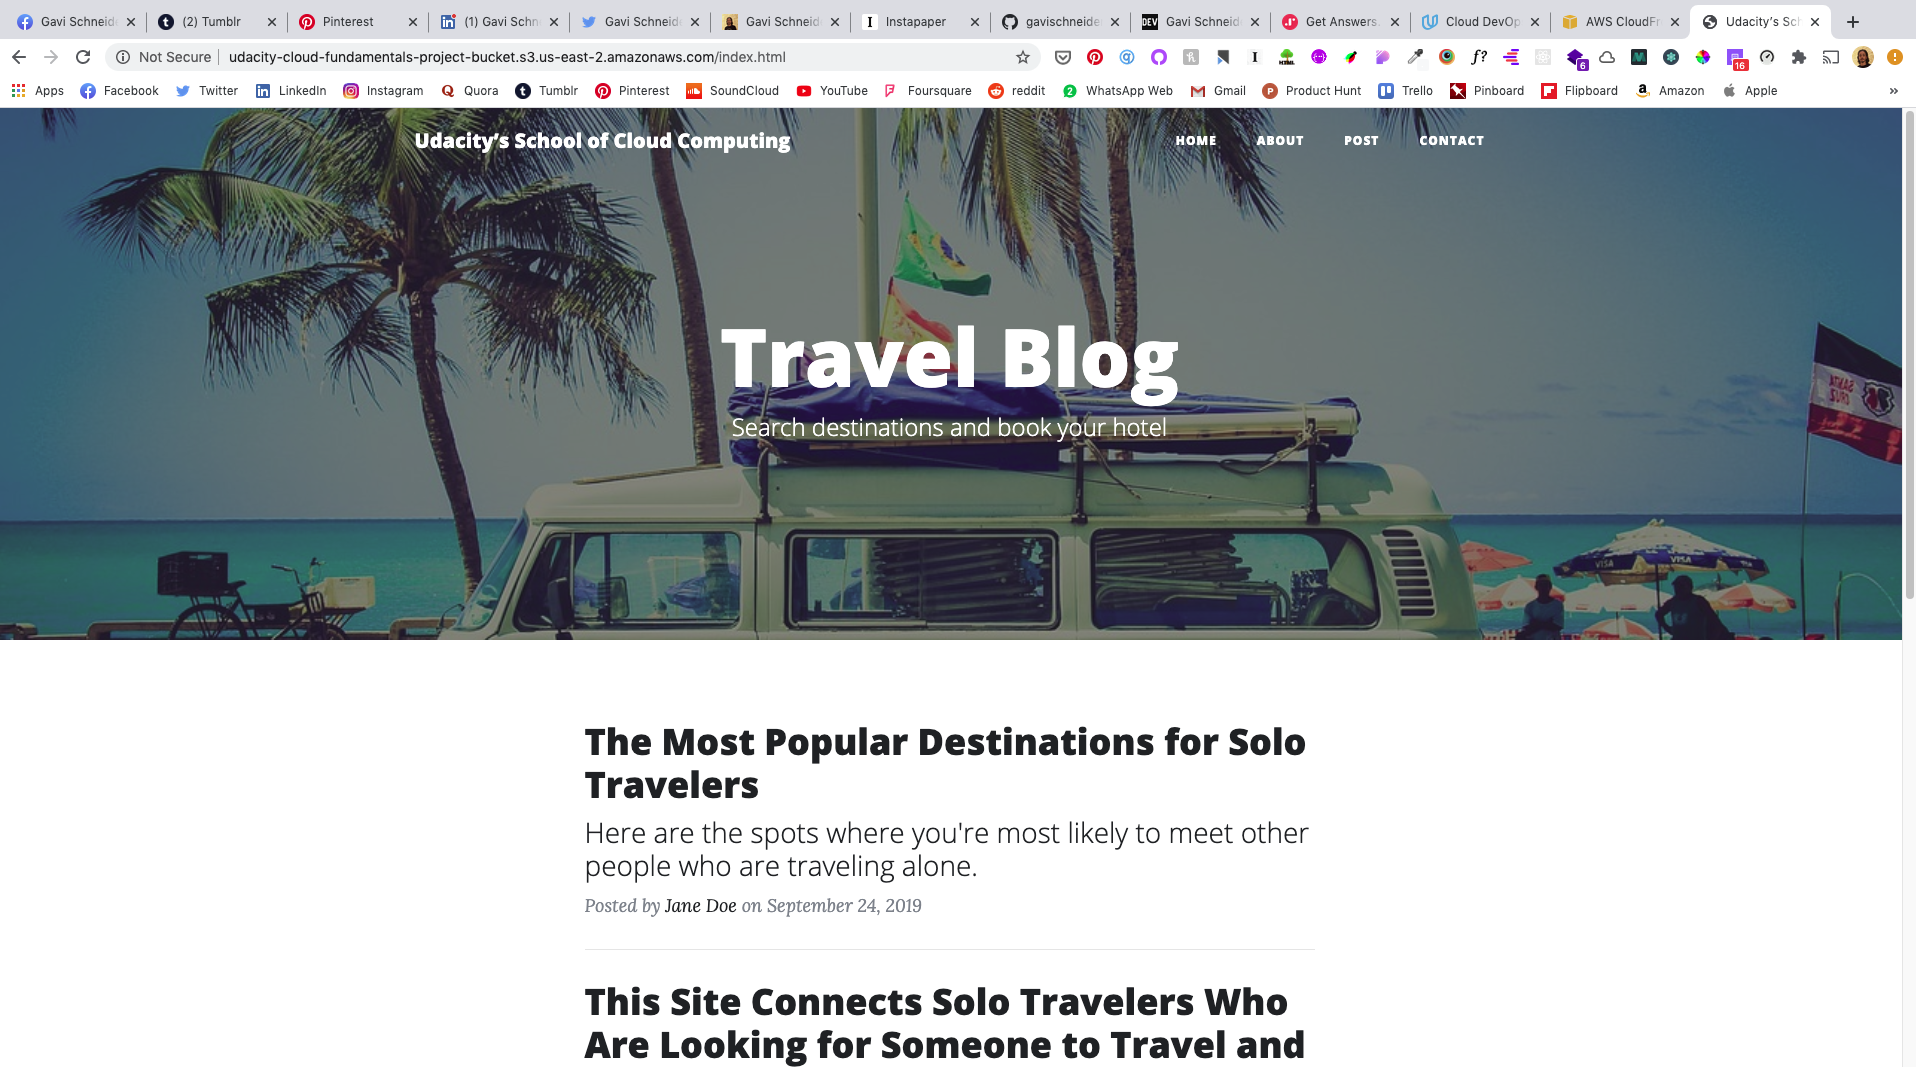 Gavi Schneid
(2) Tumblr
Pinterest
(1) Gavi Schn
Gavi Schneid
Gavi Schneid
Instapaper
gavischneide
Gavi Schneid
Get Answers.
Cloud DevOp
AWS CloudFr
Udacity’s Sch
Not Secure
udacity-cloud-fundamentals-project-bucket.s3.us-east-2.amazonaws.com/index.html
6
16
Apps
Facebook
Twitter
LinkedIn
Instagram
Quora
Tumblr
Pinterest
SoundCloud
YouTube
Foursquare
reddit
WhatsApp Web
Gmail
Product Hunt
Trello
Pinboard
Flipboard
Amazon
Apple
»
Udacity’s School of Cloud Computing
HOME
ABOUT
POST
CONTACT
Travel Blog
Search destinations and book your hotel
VISA
VISA
The Most Popular Destinations for Solo
Travelers
Here are the spots where you're most likely to meet other
people who are traveling alone.
Posted by Jane Doe on September 24, 2019
This Site Connects Solo Travelers Who
Are Looking for Someone to Travel and